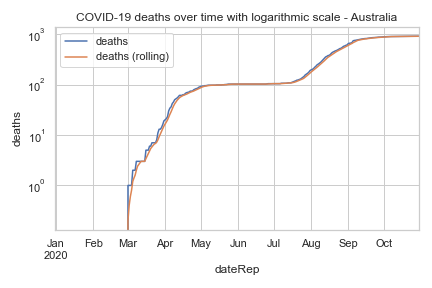 COVID-19 deaths over time with logarithmic scale - Australia
10³
deaths
deaths (rolling)
10²
deaths
10¹
10⁰
Jan Feb Mar Apr May Jun Jul Aug Sep Oct
2020
dateRep